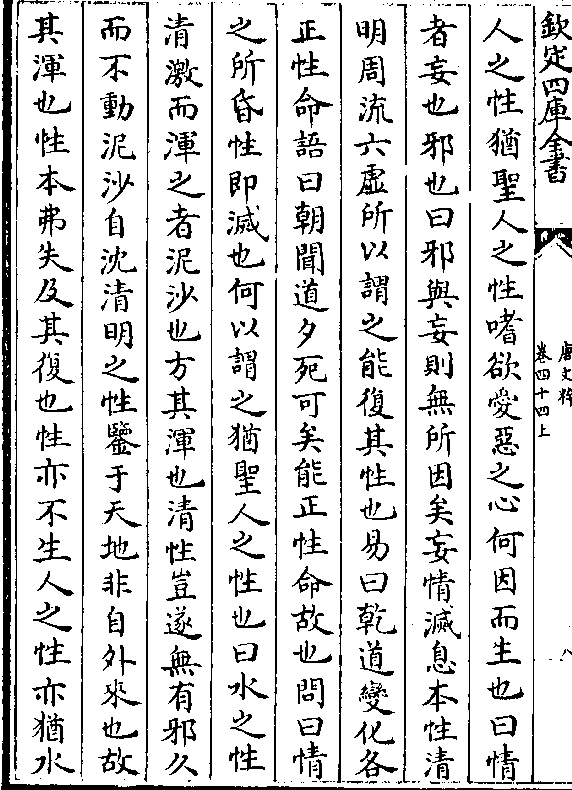 欽定四庫全書
唐文粹
卷四十四上
八
人之性猶聖人之性嗜欲愛惡之心何因而生也曰情
者妄也邪也曰邪與妄則無所因矣妄情滅息本性清
明周流六虛所以謂之能復其性也易曰乾道變化各
正性命語曰朝聞道夕死可矣能正性命故也問曰情
之所昏性即滅也何以謂之猶聖人之性也曰水之性
清激而渾之者泥沙也方其渾也清性豈遂無有邪久
而不動泥沙自沈清明之性鑒于天地非自外來也故
其渾也性本弗失及其復也性亦不生人之性亦猶水